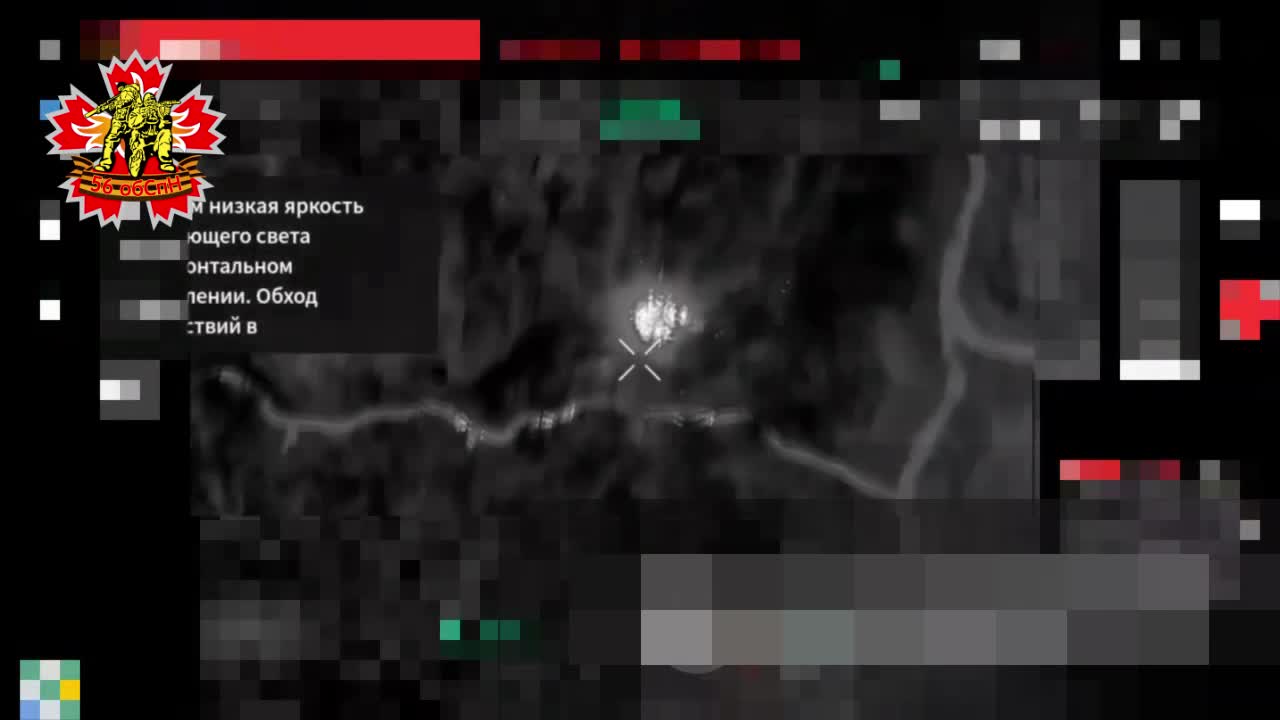 56 обСпН
м низкая яркость
ющего света
онтальном
лении. Обход
ствий в